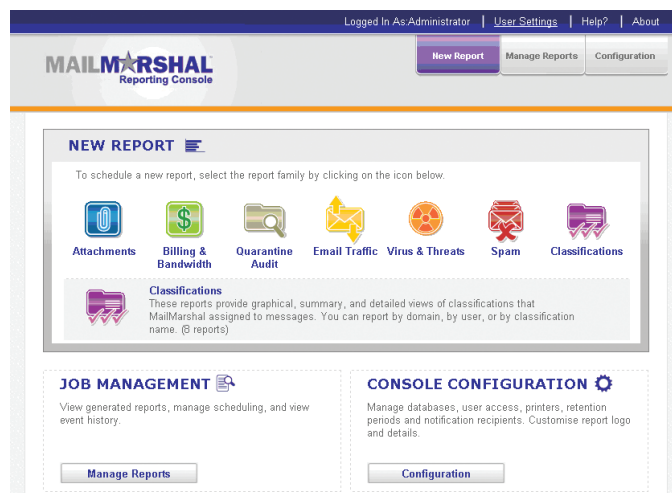 Logged In As:Administrator | User Settings | Help? | About
MAILMARSHAL
Reporting Console
New Report
Manage Reports
Configuration
NEW REPORT
To schedule a new report, select the report family by clicking on the icon below.
Attachments
Billing &
Bandwidth
Quarantine
Audit
Email Traffic
Virus & Threats
Spam
Classifications
Classifications
These reports provide graphical, summary, and detailed views of classifications that
MailMarshal assigned to messages. You can report by domain, by user, or by classification
name. (8 reports)
JOB MANAGEMENT
View generated reports, manage scheduling, and view
event history.
Manage Reports
CONSOLE CONFIGURATION
Manage databases, user access, printers, retention
periods and notification recipients. Customise report logo
and details.
Configuration